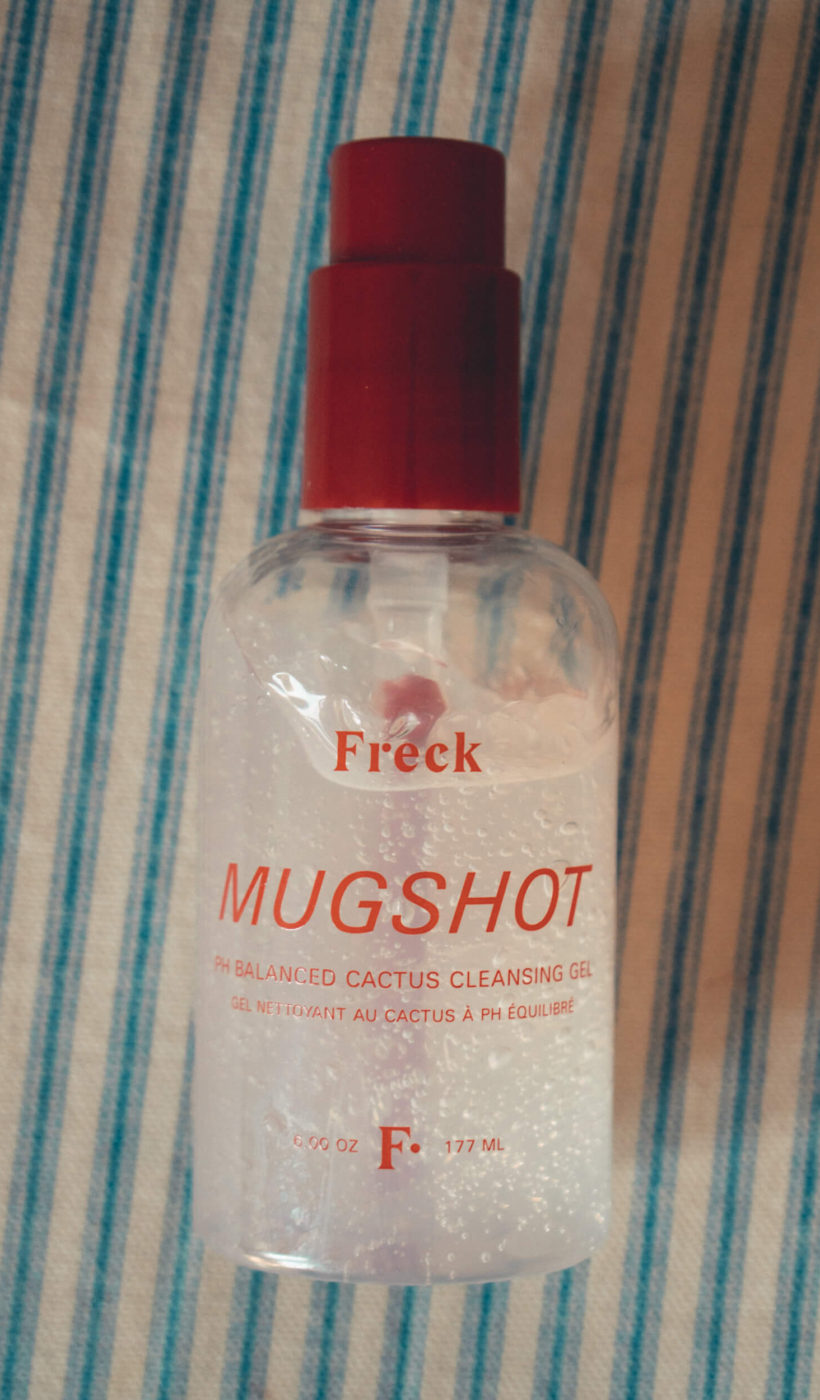 Freck
MUGSHOT
PH BALANCED CACTUS CLEANSING GEL
GEL NETTOYANT AU CACTUS À PH ÉQUILIBRÉ
6.00 OZ F. 177 ML